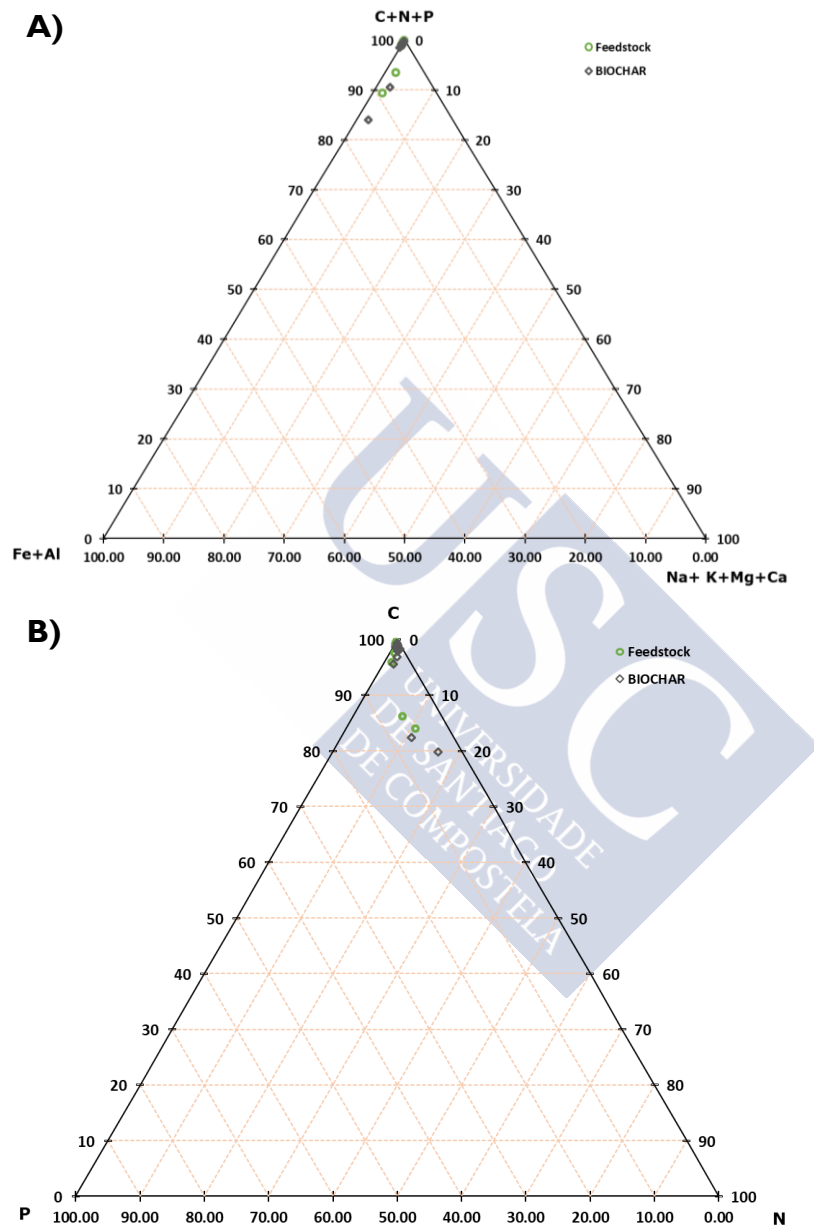 A)
C+N+P
100 0
Feedstock
BIOCHAR
90 10
80 20
70 30
60 40
50 50
40 60
30 70
20 80
10 90
0 100
Fe+Al
100.00 90.00 80.00 70.00 60.00 50.00 40.00 30.00 20.00 10.00 0.00
Na+ K+Mg+Ca
USC
UNIVERSIDADE
DE SANTIAGO
DE COMPOSTELA
B)
C
100 0
Feedstock
BIOCHAR
90 10
80 20
70 30
60 40
50 50
40 60
30 70
20 80
10 90
0 100
P
100.00 90.00 80.00 70.00 60.00 50.00 40.00 30.00 20.00 10.00 0.00
N